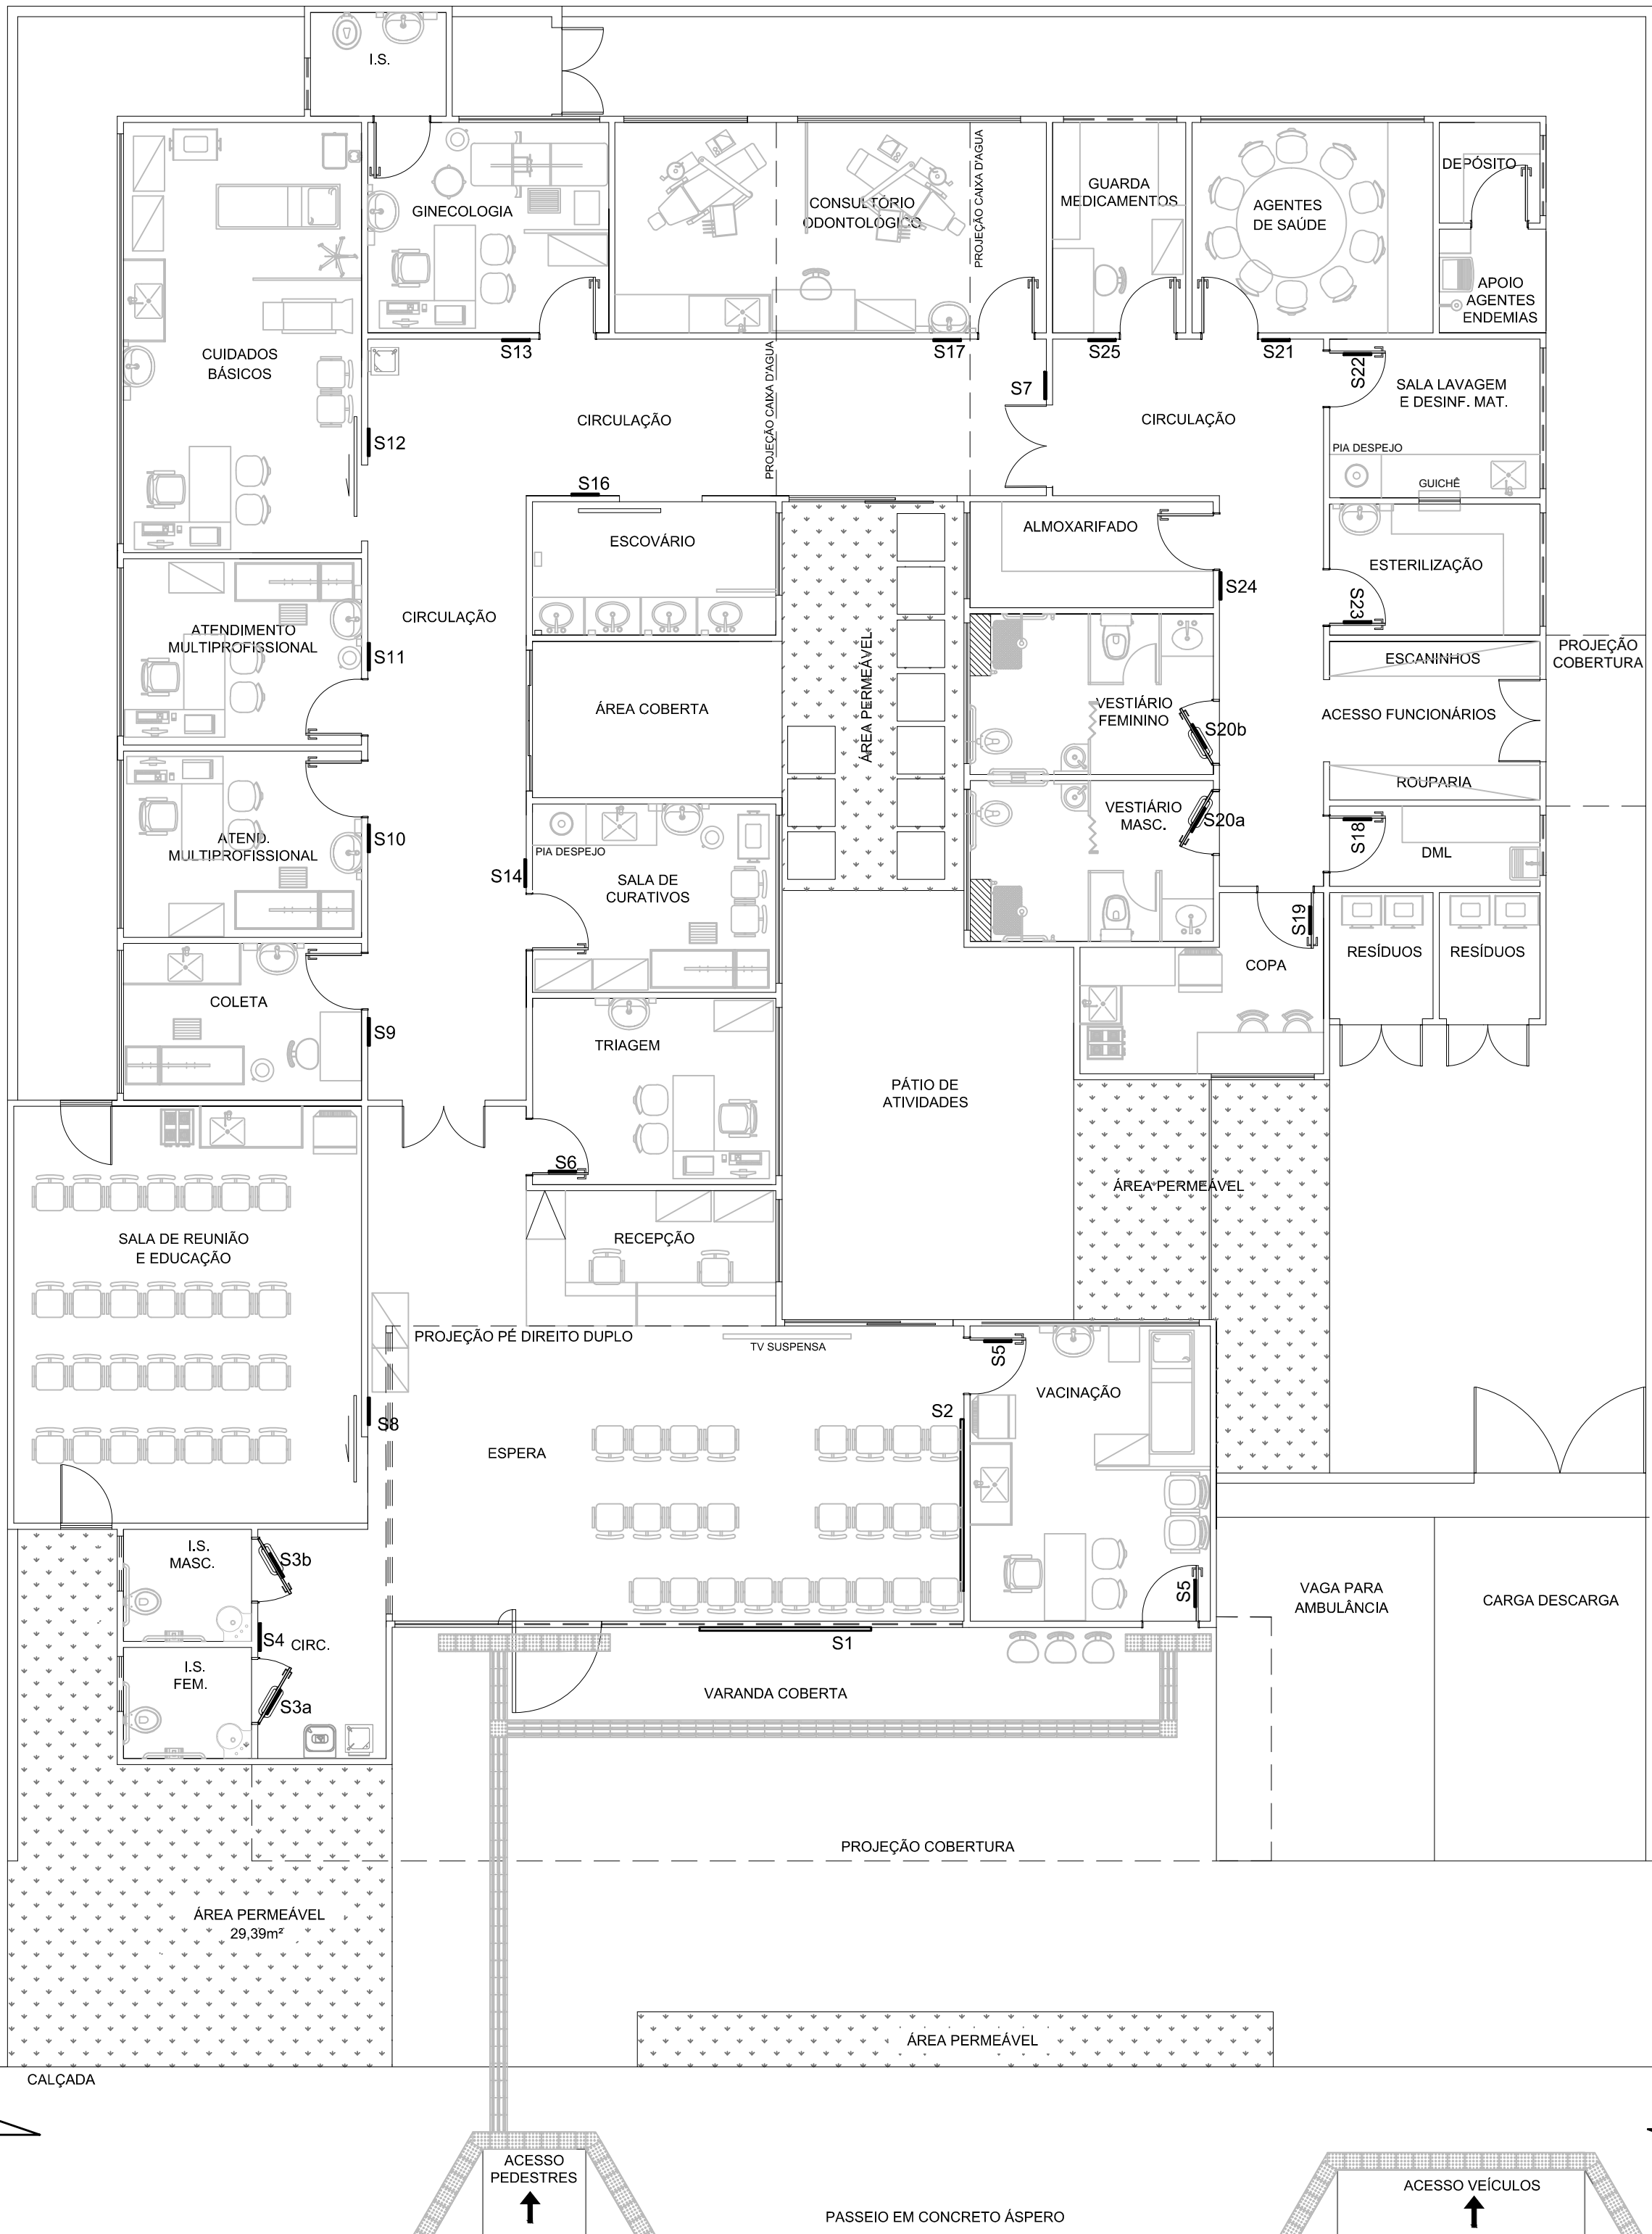 I.S.
GINECOLOGIA
CONSULTÓRIO
ODONTOLÓGICO
PROJEÇÃO CAIXA D'AGUA
GUARDA
MEDICAMENTOS
AGENTES
DE SAÚDE
DEPÓSITO
APOIO
AGENTES
ENDEMIAS
CUIDADOS
BÁSICOS
S13
S17
S25
S21
S22
SALA LAVAGEM
E DESINF. MAT.
PIA DESPEJO
GUICHÊ
S7
CIRCULAÇÃO
PROJEÇÃO CAIXA D'AGUA
CIRCULAÇÃO
S12
S16
ESCOVÁRIO
ALMOXARIFADO
S24
ESTERILIZAÇÃO
S23
CIRCULAÇÃO
ATENDIMENTO
MULTIPROFISSIONAL
S11
ÁREA COBERTA
ÁREA PERMEÁVEL
VESTIÁRIO
FEMININO
S20b
ESCANINHOS
PROJEÇÃO
COBERTURA
ACESSO FUNCIONÁRIOS
ROUPARIA
VESTIÁRIO
MASC.
S20a
S18
DML
ATEND.
MULTIPROFISSIONAL
S10
PIA DESPEJO
S14
SALA DE
CURATIVOS
S19
COPA
RESÍDUOS
RESÍDUOS
COLETA
S9
TRIAGEM
PÁTIO DE
ATIVIDADES
S6
ÁREA PERMEÁVEL
SALA DE REUNIÃO
E EDUCAÇÃO
RECEPÇÃO
PROJEÇÃO PÉ DIREITO DUPLO
TV SUSPENSA
S5
VACINAÇÃO
S8
S2
ESPERA
I.S.
MASC.
S3b
S5
VAGA PARA
AMBULÂNCIA
CARGA DESCARGA
S4
CIRC.
S1
I.S.
FEM.
S3a
VARANDA COBERTA
PROJEÇÃO COBERTURA
ÁREA PERMEÁVEL
29,39m²
ÁREA PERMEÁVEL
CALÇADA
ACESSO
PEDESTRES
PASSEIO EM CONCRETO ÁSPERO
ACESSO VEÍCULOS